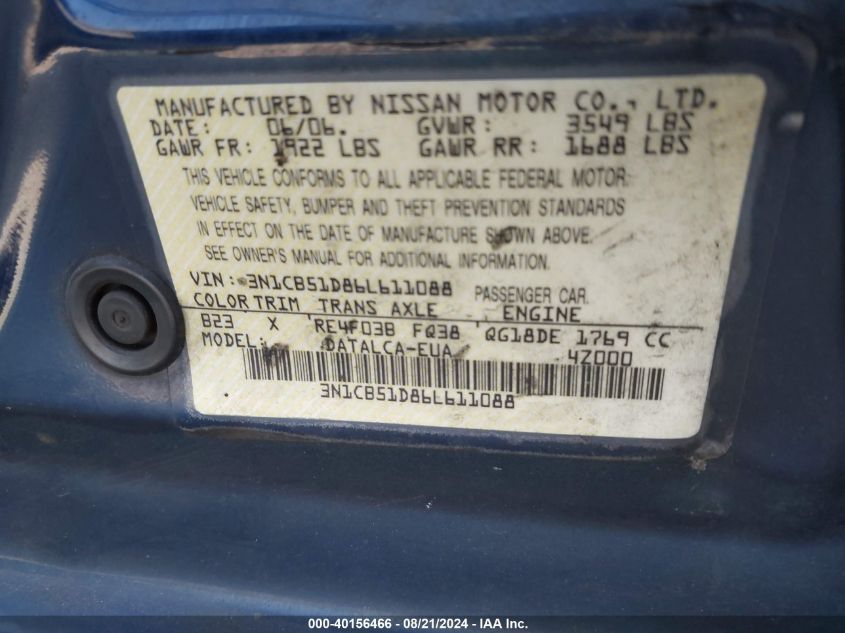 MANUFACTURED BY NISSAN MOTOR CO., LTD.
DATE: 06/06. GVWR: 3549 LBS
GAWR FR: 1922 LBS GAWR RR: 1688 LBS
THIS VEHICLE CONFORMS TO ALL APPLICABLE FEDERAL MOTOR
VEHICLE SAFETY, BUMPER AND THEFT PREVENTION STANDARDS
IN EFFECT ON THE DATE OF MANUFACTURE SHOWN ABOVE.
SEE OWNER'S MANUAL FOR ADDITIONAL INFORMATION.
VIN: 3N1CB51D86L611088 PASSENGER CAR
COLOR TRIM TRANS AXLE ENGINE
B23 X RE4F03B FQ38 QG18DE 1769 CC
MODEL: DATALCA-EUA 4Z000
3N1CB51D86L611088
000-40156466 - 08/21/2024 - IAA Inc.